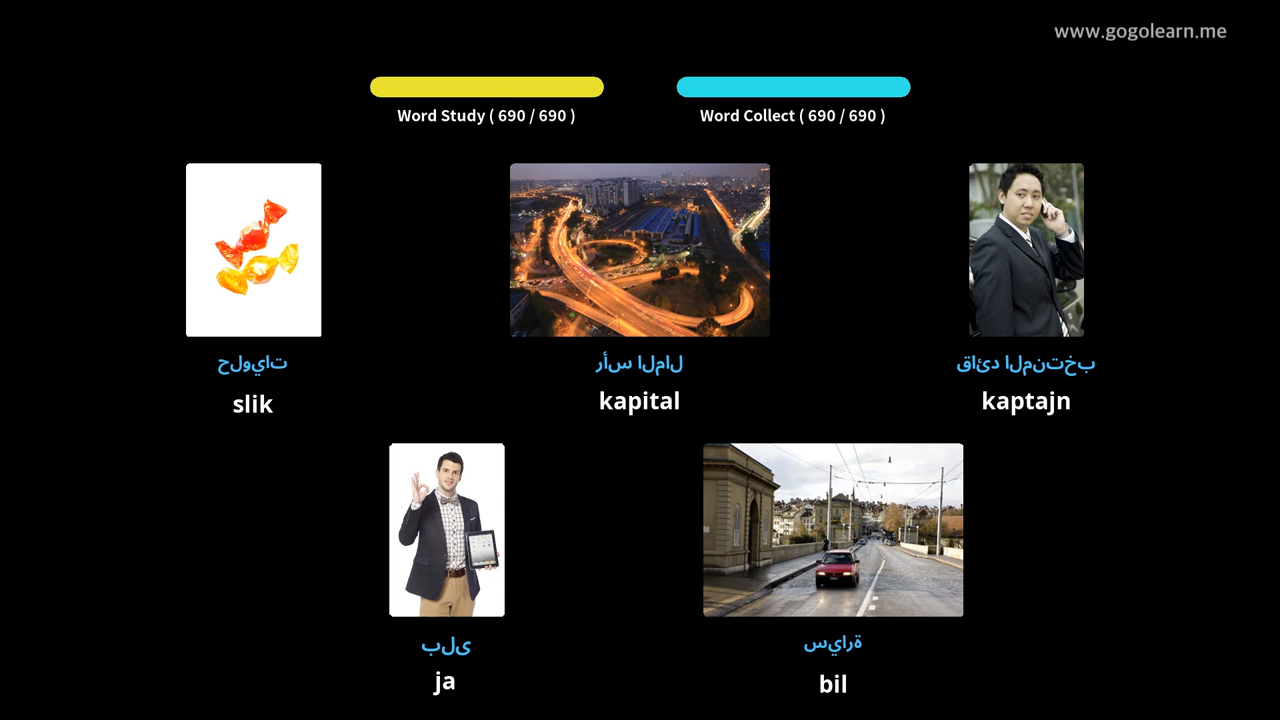 www.gogolearn.me
Word Study ( 690 / 690 )
Word Collect ( 690 / 690 )
حلويات
slik
رأس المال
kapital
قائد المنتخب
kaptajn
بلى
ja
سيارة
bil